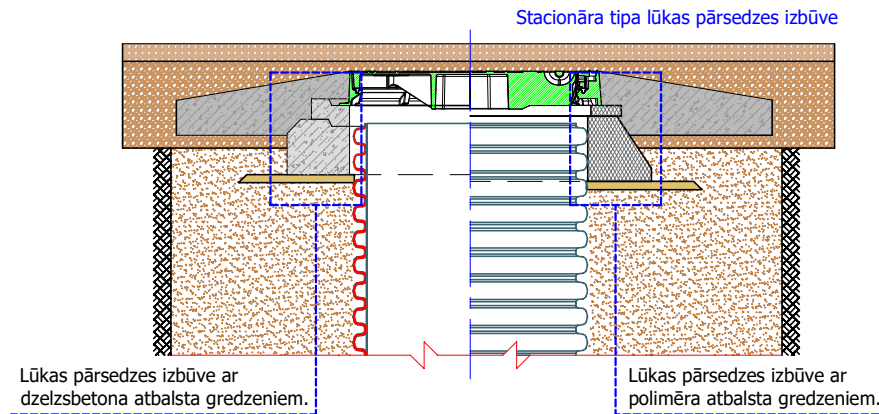 Stacionāra tipa lūkas pārsedzes izbūve
Lūkas pārsedzes izbūve ar
dzelzsbetona atbalsta gredzeniem.
Lūkas pārsedzes izbūve ar
polimēra atbalsta gredzeniem.